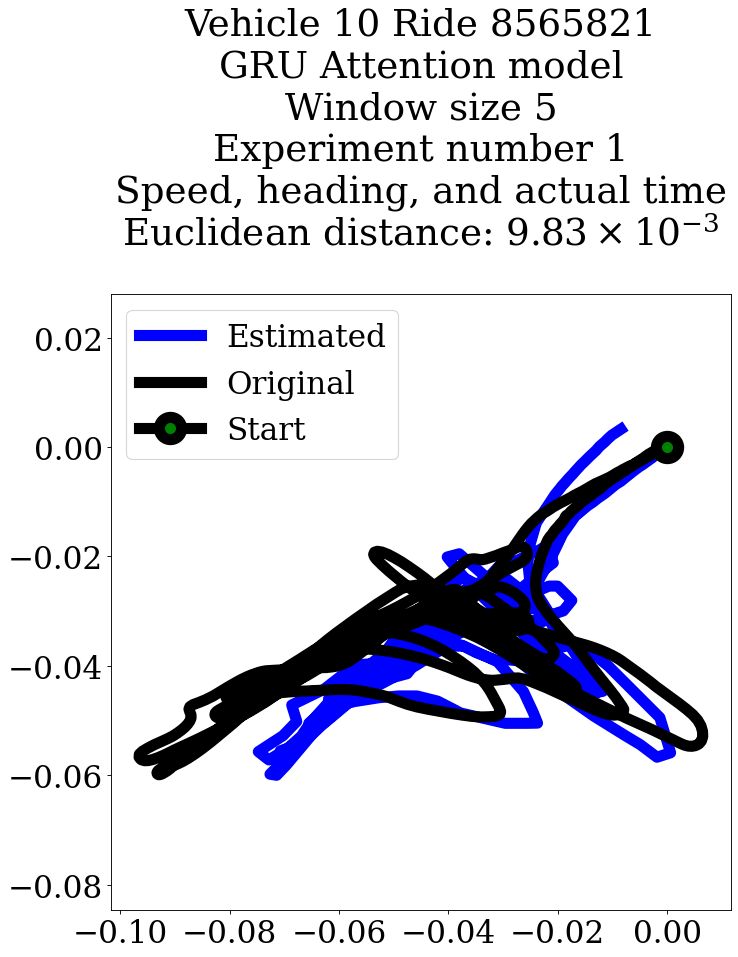 Vehicle 10 Ride 8565821
GRU Attention model
Window size 5
Experiment number 1
Speed, heading, and actual time
Euclidean distance: 9.83 × 10⁻³
Estimated
Original
Start
0.02
0.00
−0.02
−0.04
−0.06
−0.08
−0.10 −0.08 −0.06 −0.04 −0.02 0.00